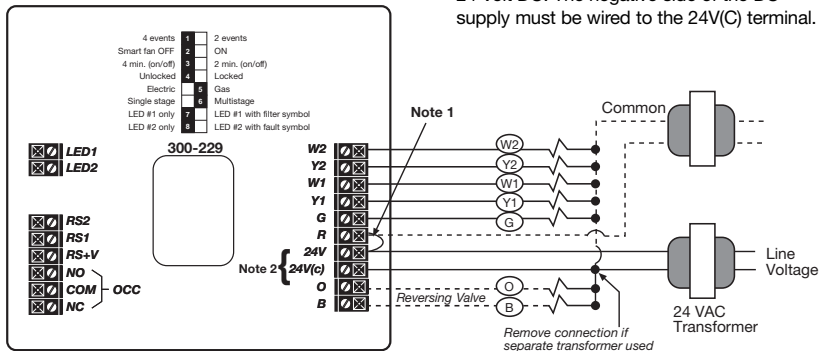 24 Volt DC. The negative side of the DC
supply must be wired to the 24V(C) terminal.
4 events 1 2 events
Smart fan OFF 2 ON
4 min. (on/off) 3 2 min. (on/off)
Unlocked 4 Locked
Electric 5 Gas
Single stage 6 Multistage
LED #1 only 7 LED #1 with filter symbol
LED #2 only 8 LED #2 with fault symbol
300-229
LED1
LED2
RS2
RS1
RS+V
NO
COM
NC
OCC
W2
Y2
W1
Y1
G
R
24V
24V(c)
O
B
Note 1
Note 2
W2
Y2
W1
Y1
G
O
B
Reversing Valve
Common
Line
Voltage
24 VAC
Transformer
Remove connection if
separate transformer used